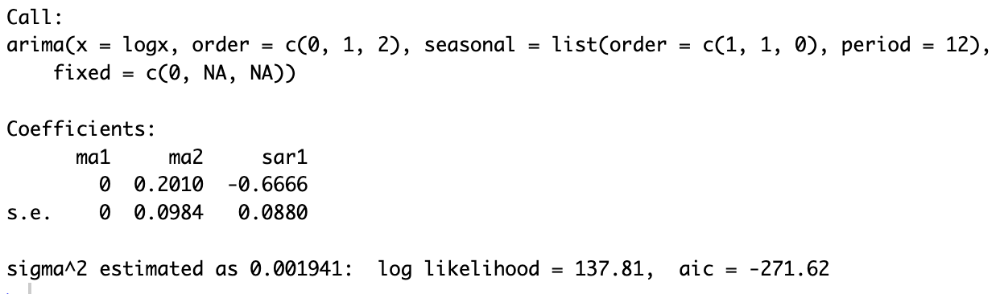 Call:
arima(x = logx, order = c(0, 1, 2), seasonal = list(order = c(1, 1, 0), period = 12),
    fixed = c(0, NA, NA))

Coefficients:
      ma1     ma2     sar1
        0  0.2010  -0.6666
s.e.    0  0.0984   0.0880

sigma^2 estimated as 0.001941:  log likelihood = 137.81,  aic = -271.62